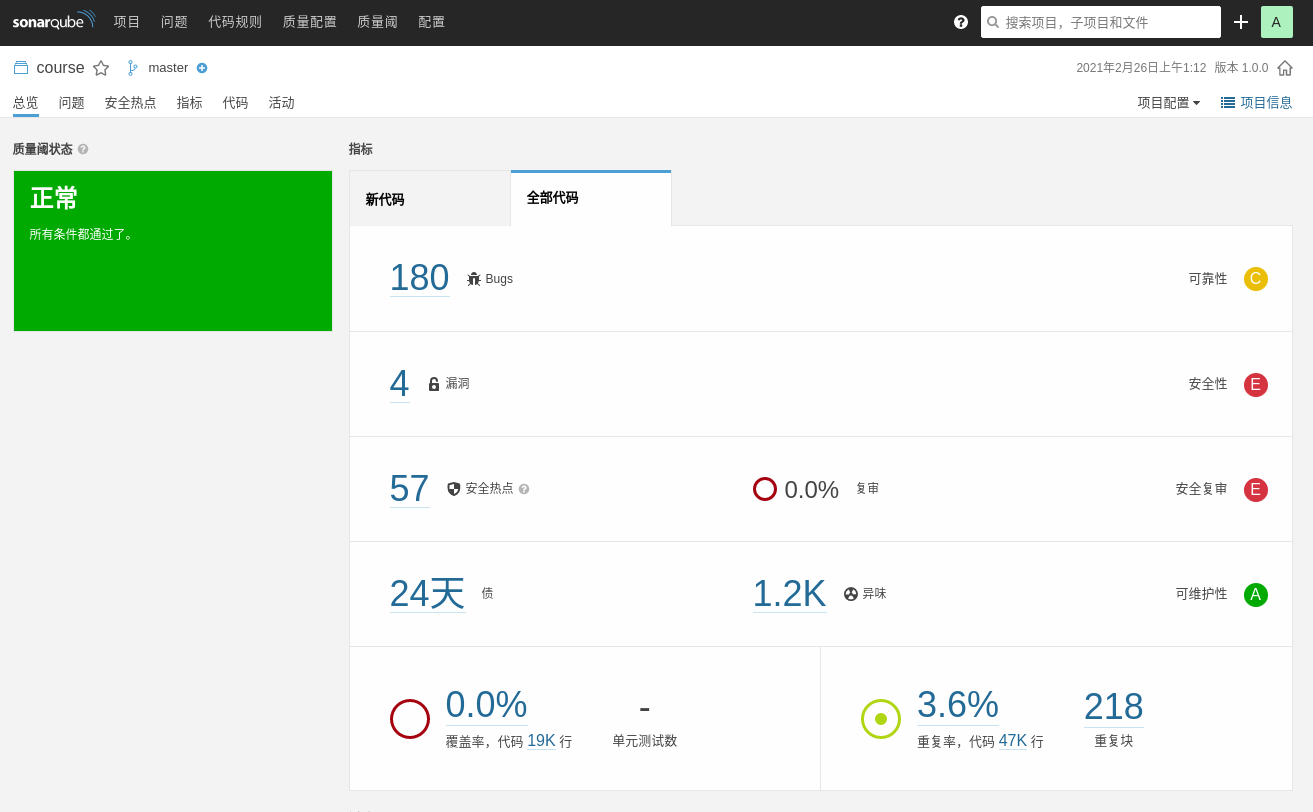 sonarqube 项目 问题 代码规则 质量配置 质量阈 配置 搜索项目，子项目和文件 A
course master 2021年2月26日上午1:12 版本 1.0.0
总览 问题 安全热点 指标 代码 活动 项目配置 项目信息
质量阈状态 指标
正常
所有条件都通过了。
新代码 全部代码
180 Bugs 可靠性 C
4 漏洞 安全性 E
57 安全热点 0.0% 复审 安全复审 E
24天 债 1.2K 异味 可维护性 A
0.0% - 3.6% 218
覆盖率，代码 19K 行 单元测试数 重复率，代码 47K 行 重复块